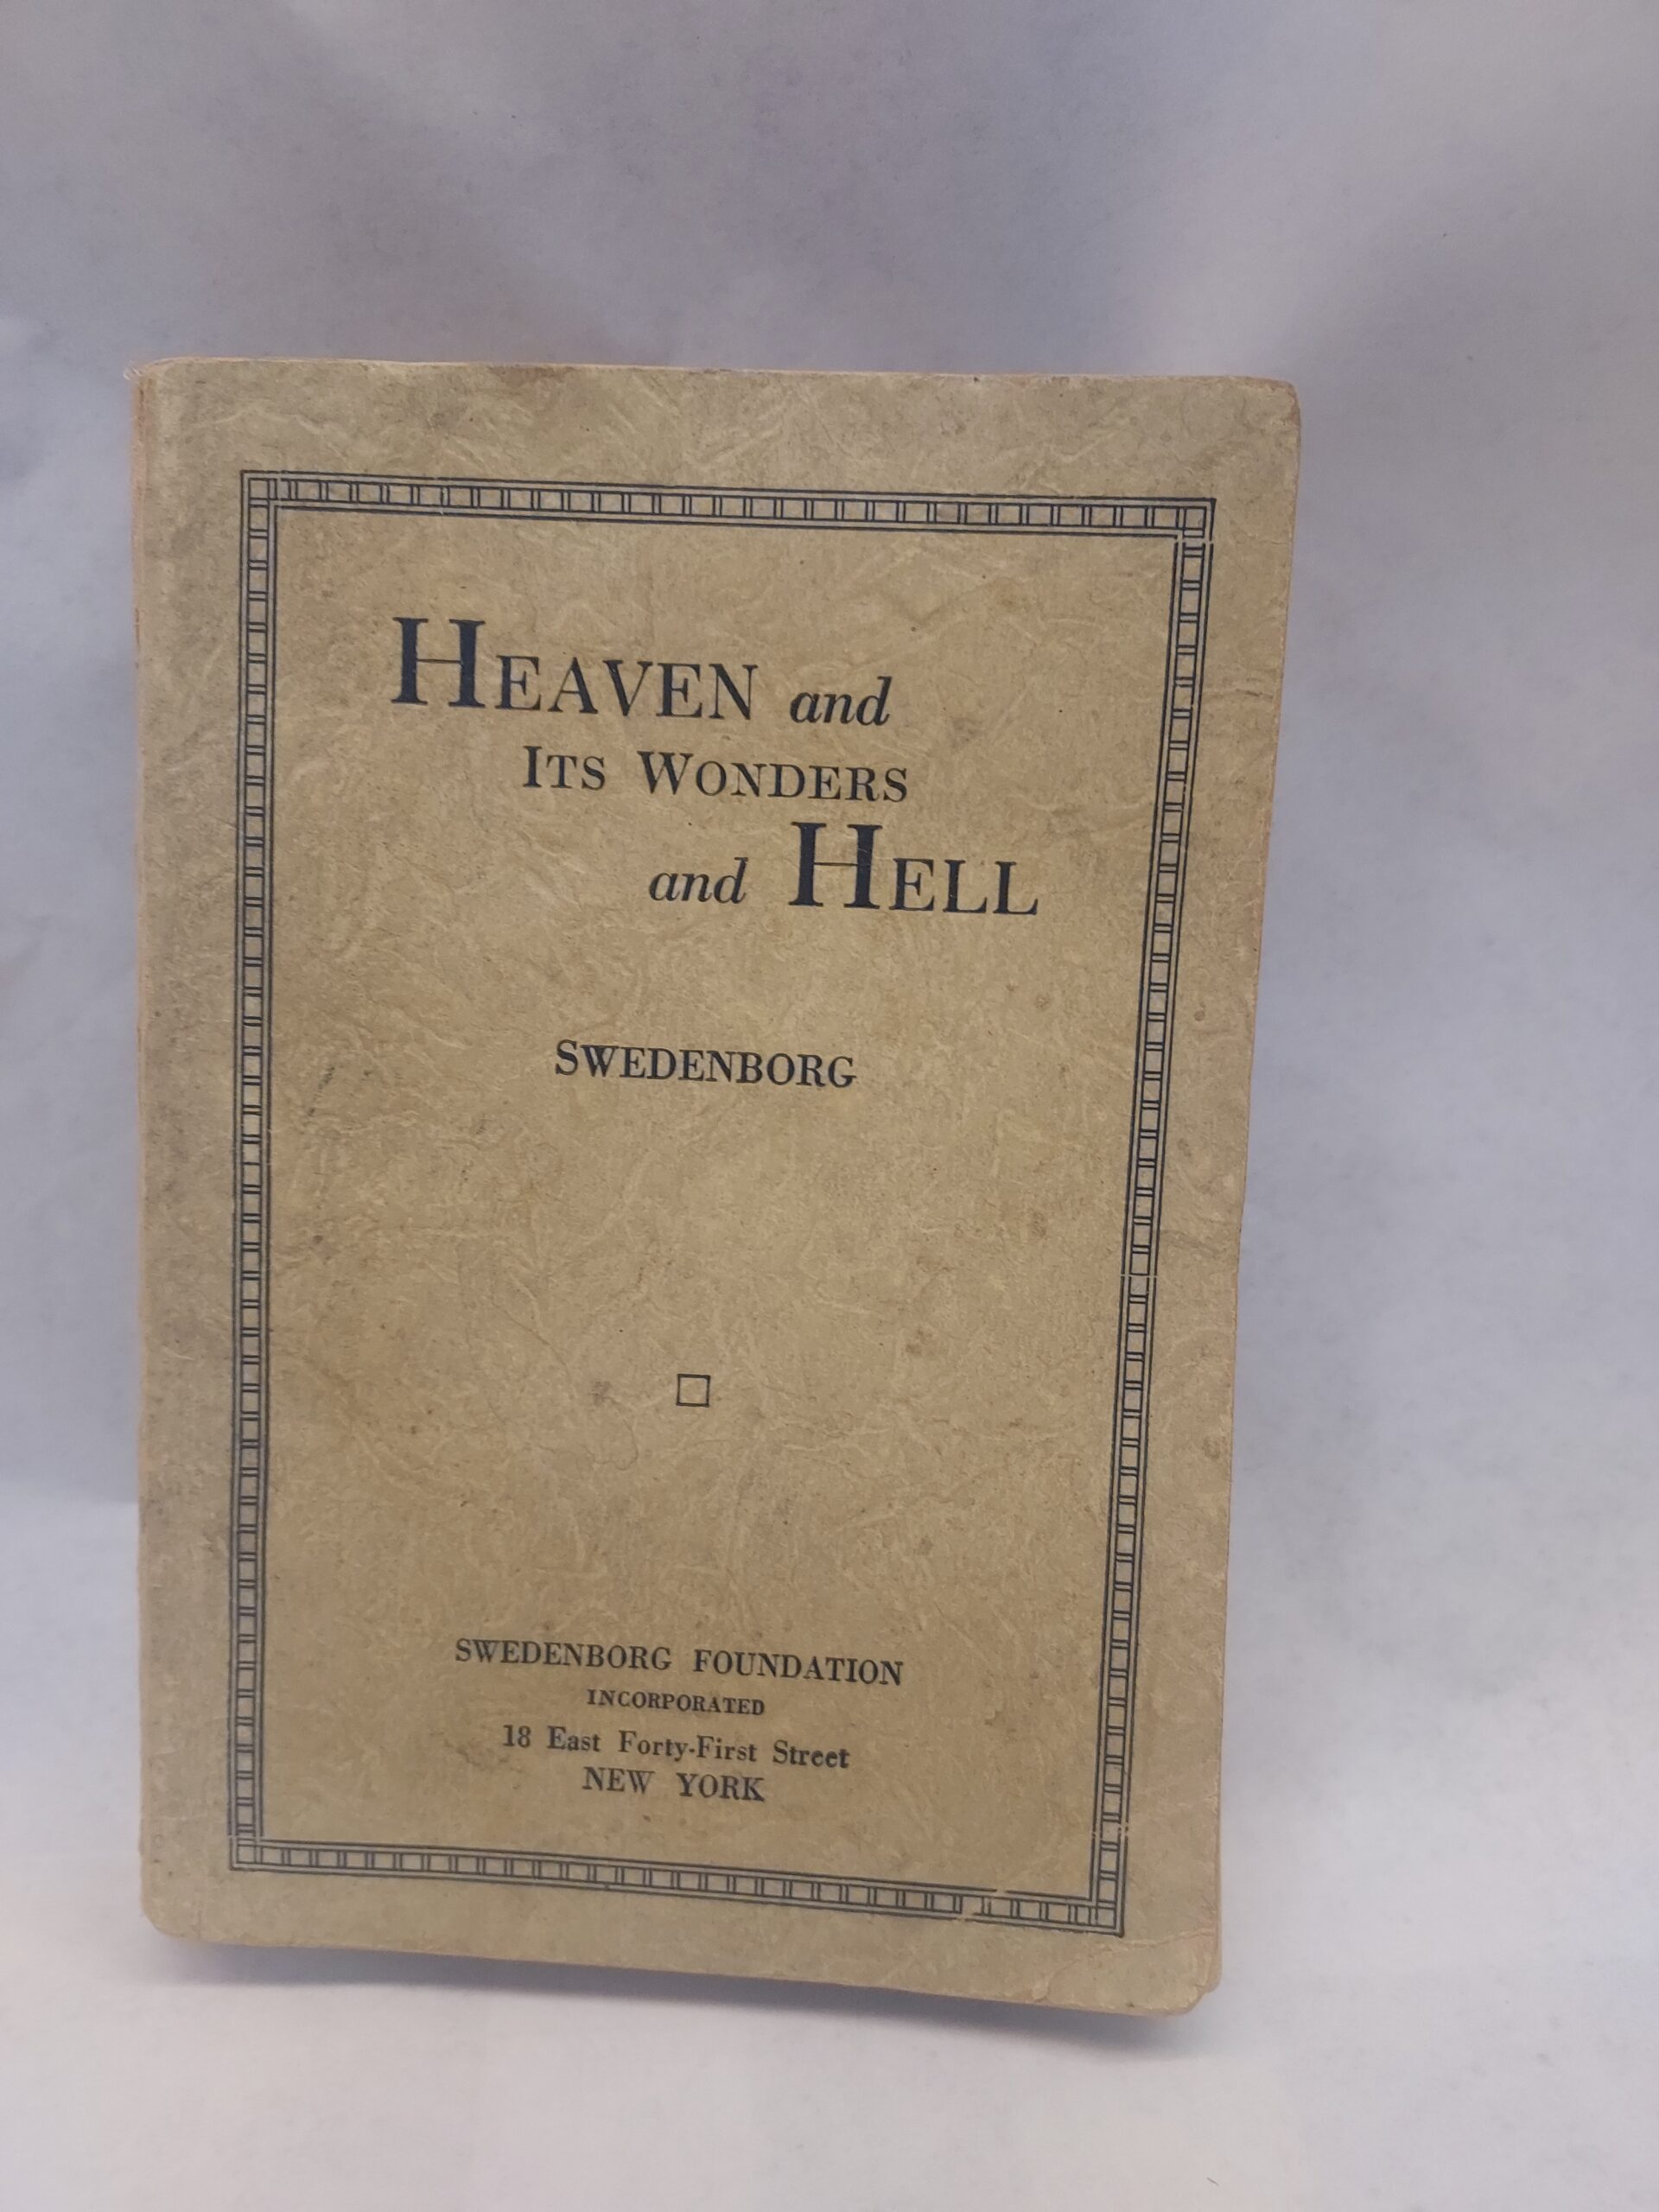 HEAVEN and
ITS WONDERS
and HELL
SWEDENBORG
SWEDENBORG FOUNDATION
INCORPORATED
18 East Forty-First Street
NEW YORK